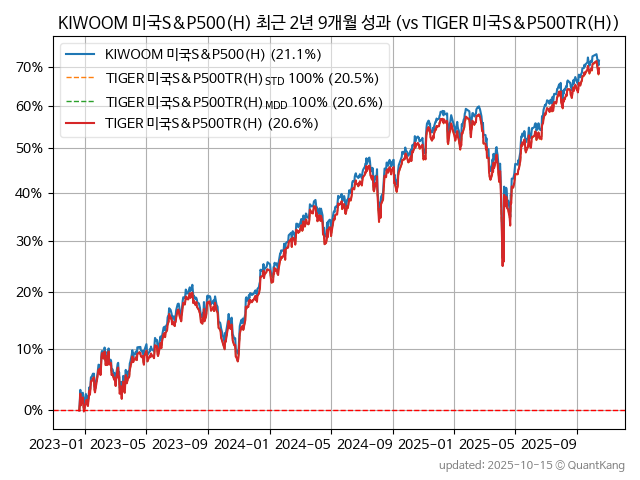 KIWOOM 미국S&P500(H) 최근 2년 9개월 성과 (vs TIGER 미국S&P500TR(H))
KIWOOM 미국S&P500(H) (21.1%)
TIGER 미국S&P500TR(H) STD 100% (20.5%)
TIGER 미국S&P500TR(H) MDD 100% (20.6%)
TIGER 미국S&P500TR(H) (20.6%)
70%
60%
50%
40%
30%
20%
10%
0%
2023-01 2023-05 2023-09 2024-01 2024-05 2024-09 2025-01 2025-05 2025-09
updated: 2025-10-15 © QuantKang